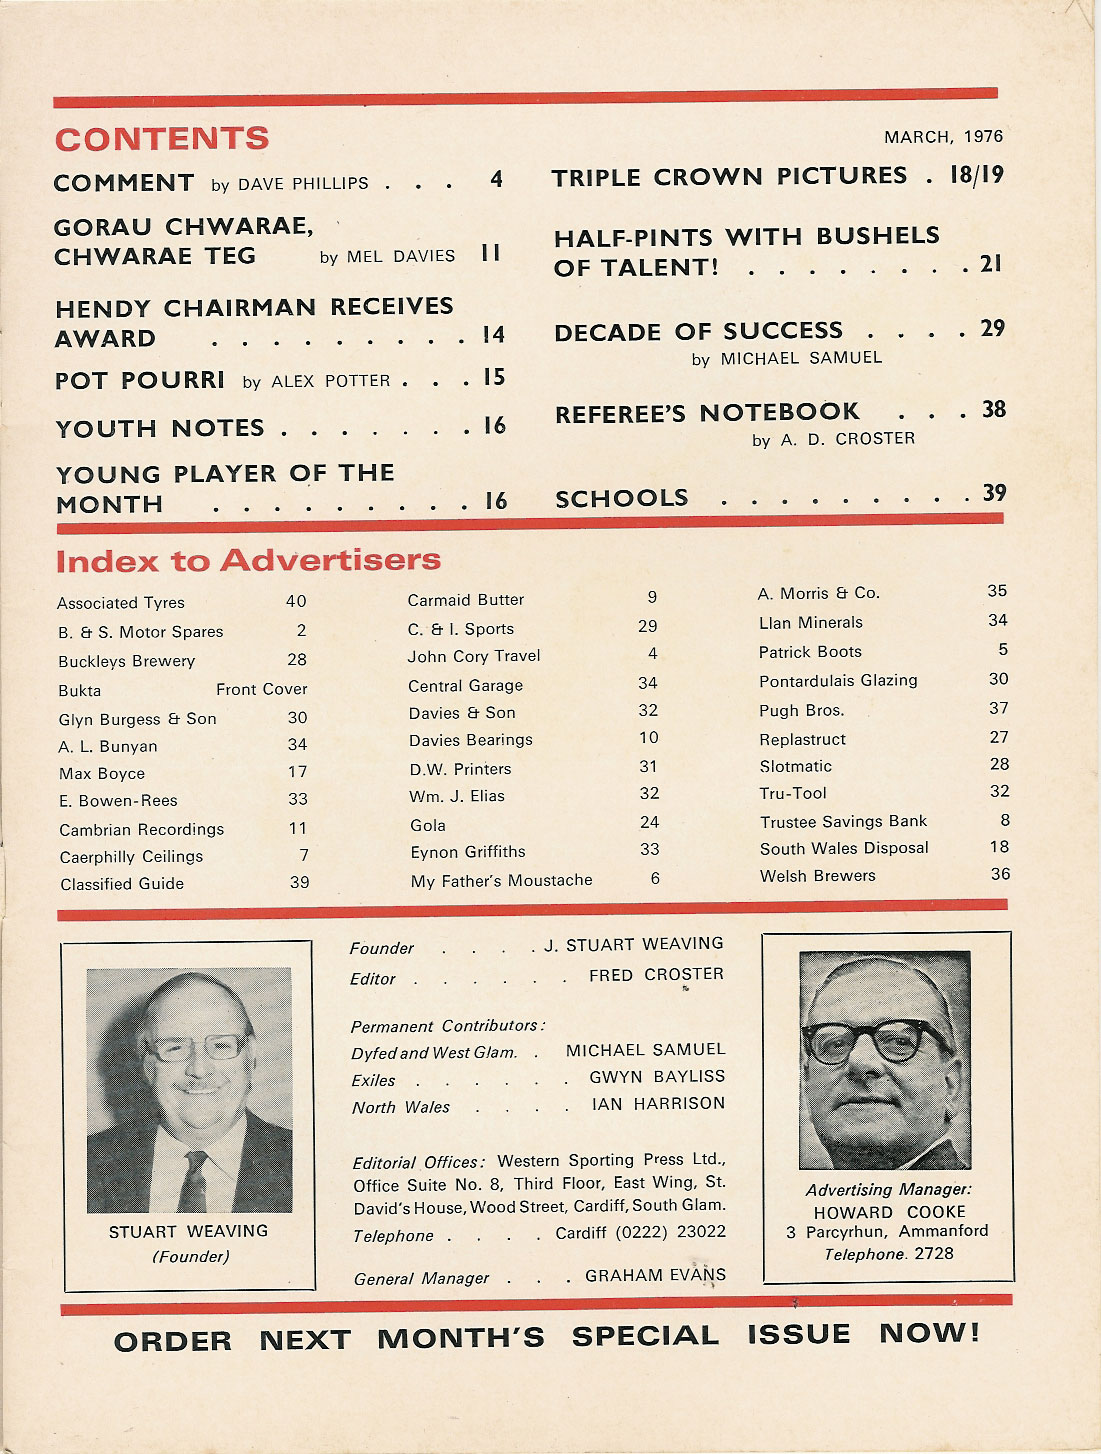 CONTENTS
MARCH, 1976
COMMENT by DAVE PHILLIPS . . . 4
GORAU CHWARAE,
CHWARAE TEG by MEL DAVIES 11
HENDY CHAIRMAN RECEIVES
AWARD . . . . . . . . . 14
POT POURRI by ALEX POTTER . . . 15
YOUTH NOTES . . . . . . . 16
YOUNG PLAYER OF THE
MONTH . . . . . . . . . 16
TRIPLE CROWN PICTURES . 18/19
HALF-PINTS WITH BUSHELS
OF TALENT! . . . . . . . . 21
DECADE OF SUCCESS . . . . 29
by MICHAEL SAMUEL
REFEREE'S NOTEBOOK . . . 38
by A. D. CROSTER
SCHOOLS . . . . . . . . . 39
Index to Advertisers
Associated Tyres 40
B. & S. Motor Spares 2
Buckleys Brewery 28
Bukta Front Cover
Glyn Burgess & Son 30
A. L. Bunyan 34
Max Boyce 17
E. Bowen-Rees 33
Cambrian Recordings 11
Caerphilly Ceilings 7
Classified Guide 39
Carmaid Butter 9
C. & I. Sports 29
John Cory Travel 4
Central Garage 34
Davies & Son 32
Davies Bearings 10
D.W. Printers 31
Wm. J. Elias 32
Gola 24
Eynon Griffiths 33
My Father's Moustache 6
A. Morris & Co. 35
Llan Minerals 34
Patrick Boots 5
Pontardulais Glazing 30
Pugh Bros. 37
Replastruct 27
Slotmatic 28
Tru-Tool 32
Trustee Savings Bank 8
South Wales Disposal 18
Welsh Brewers 36
STUART WEAVING
(Founder)
Founder . . . . J. STUART WEAVING
Editor . . . . . . FRED CROSTER
Permanent Contributors:
Dyfed and West Glam. . MICHAEL SAMUEL
Exiles . . . . . . GWYN BAYLISS
North Wales . . . . IAN HARRISON
Editorial Offices: Western Sporting Press Ltd.,
Office Suite No. 8, Third Floor, East Wing, St.
David's House, Wood Street, Cardiff, South Glam.
Telephone . . . . Cardiff (0222) 23022
General Manager . . . GRAHAM EVANS
Advertising Manager:
HOWARD COOKE
3 Parcyrhun, Ammanford
Telephone. 2728
ORDER NEXT MONTH'S SPECIAL ISSUE NOW!